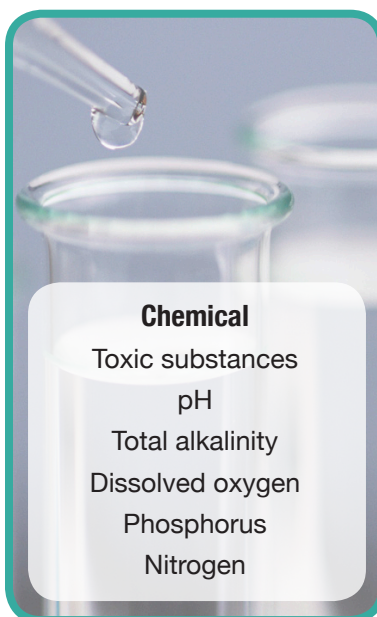 Chemical
Toxic substances
pH
Total alkalinity
Dissolved oxygen
Phosphorus
Nitrogen